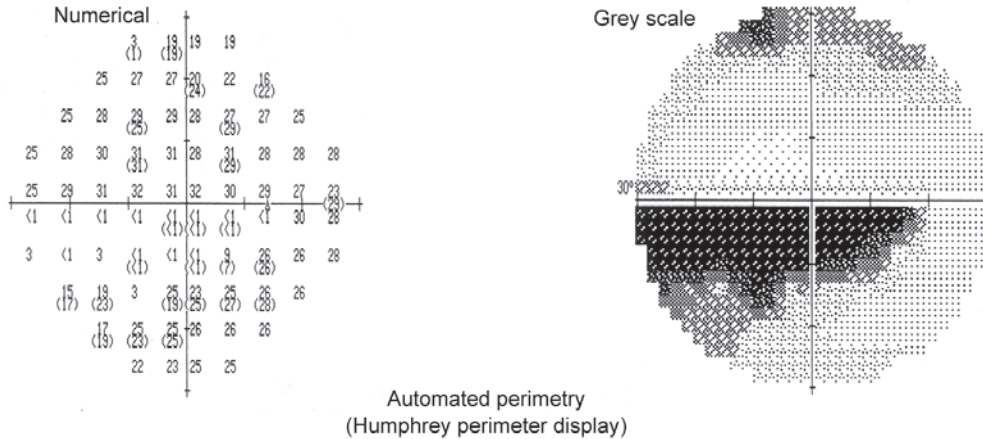 Numerical
Grey scale
3 19 19 19
(1) (19)
25 27 27 20 22 16
(24) (22)
25 28 29 29 28 27 27 25
(25) (29)
25 28 30 31 31 28 31 28 28 28
(31) (29)
25 29 31 32 31 32 30 29 27 23
(23)
30°
<1 <1 <1 <1 <1 <1 <1 <1 30 28
(<1) (<1) (<1)
3 <1 3 <1 <1 <1 9 26 26 28
(<1) (<1) (7) (26)
15 19 3 25 23 25 26 26
(17) (23) (19) (25) (27) (28)
17 25 25 26 26 26
(19) (23) (25)
22 23 25 25
Automated perimetry
(Humphrey perimeter display)